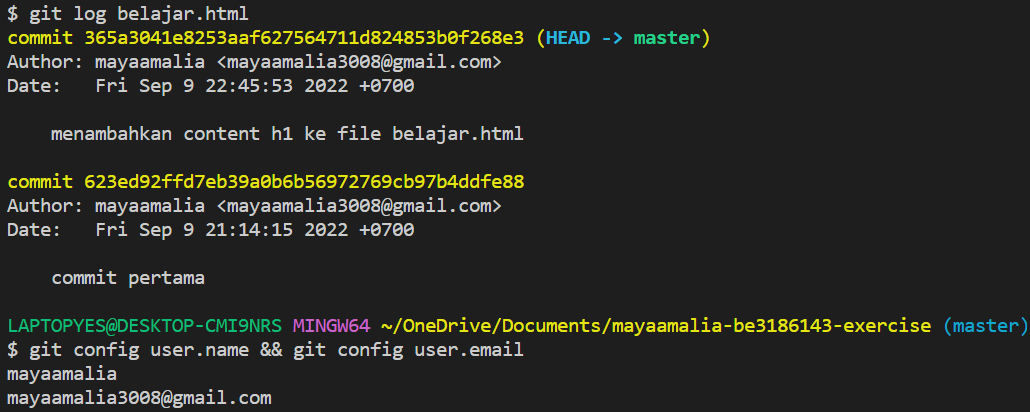 $ git log belajar.html
commit 365a3041e8253aaf627564711d824853b0f268e3 (HEAD -> master)
Author: mayaamalia <mayaamalia3008@gmail.com>
Date:   Fri Sep 9 22:45:53 2022 +0700

    menambahkan content h1 ke file belajar.html

commit 623ed92ffd7eb39a0b6b56972769cb97b4ddfe88
Author: mayaamalia <mayaamalia3008@gmail.com>
Date:   Fri Sep 9 21:14:15 2022 +0700

    commit pertama

LAPTOPYES@DESKTOP-CMI9NRS MINGW64 ~/OneDrive/Documents/mayaamalia-be3186143-exercise (master)
$ git config user.name && git config user.email
mayaamalia
mayaamalia3008@gmail.com